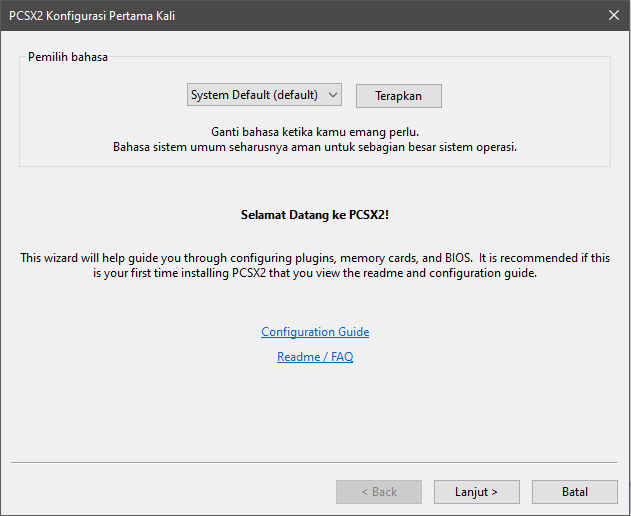 PCSX2 Konfigurasi Pertama Kali
Pemilih bahasa
System Default (default)
Terapkan
Ganti bahasa ketika kamu emang perlu.
Bahasa sistem umum seharusnya aman untuk sebagian besar sistem operasi.
Selamat Datang ke PCSX2!
This wizard will help guide you through configuring plugins, memory cards, and BIOS.  It is recommended if this
is your first time installing PCSX2 that you view the readme and configuration guide.
Configuration Guide
Readme / FAQ
< Back
Lanjut >
Batal